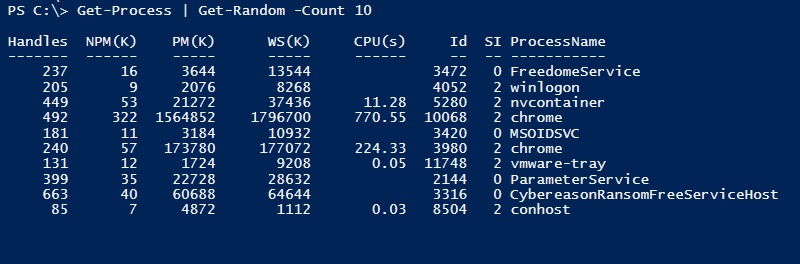 PS C:\> Get-Process | Get-Random -Count 10
Handles NPM(K) PM(K) WS(K) CPU(s) Id SI ProcessName
------- ------ ----- ----- ------ -- -- -----------
237 16 3644 13544 3472 0 FreedomeService
205 9 2076 8268 4052 2 winlogon
449 53 21272 37436 11.28 5280 2 nvcontainer
492 322 1564852 1796700 770.55 10068 2 chrome
181 11 3184 10932 3420 0 MSOIDSVC
240 57 173780 177072 224.33 3980 2 chrome
131 12 1724 9208 0.05 11748 2 vmware-tray
399 35 22728 28632 2144 0 ParameterService
663 40 60688 64644 3316 0 CybereasonRansomFreeServiceHost
85 7 4872 1112 0.03 8504 2 conhost